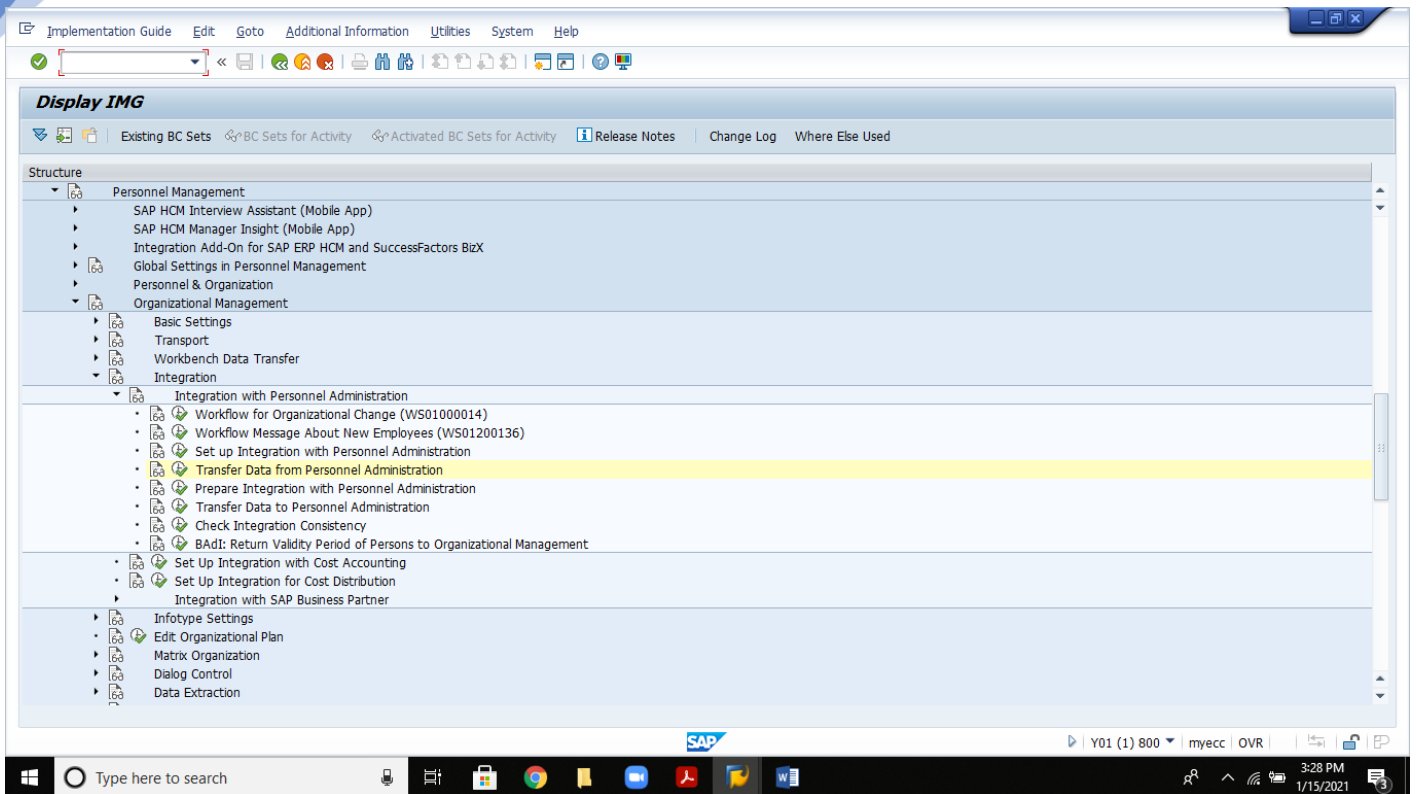 Implementation Guide Edit Goto Additional Information Utilities System Help
Display IMG
Existing BC Sets BC Sets for Activity Activated BC Sets for Activity Release Notes Change Log Where Else Used
Structure
Personnel Management
SAP HCM Interview Assistant (Mobile App)
SAP HCM Manager Insight (Mobile App)
Integration Add-On for SAP ERP HCM and SuccessFactors BizX
Global Settings in Personnel Management
Personnel & Organization
Organizational Management
Basic Settings
Transport
Workbench Data Transfer
Integration
Integration with Personnel Administration
Workflow for Organizational Change (WS01000014)
Workflow Message About New Employees (WS01200136)
Set up Integration with Personnel Administration
Transfer Data from Personnel Administration
Prepare Integration with Personnel Administration
Transfer Data to Personnel Administration
Check Integration Consistency
BAdI: Return Validity Period of Persons to Organizational Management
Set Up Integration with Cost Accounting
Set Up Integration for Cost Distribution
Integration with SAP Business Partner
Infotype Settings
Edit Organizational Plan
Matrix Organization
Dialog Control
Data Extraction
SAP
Y01 (1) 800 myecc OVR
Type here to search
3:28 PM
1/15/2021
3